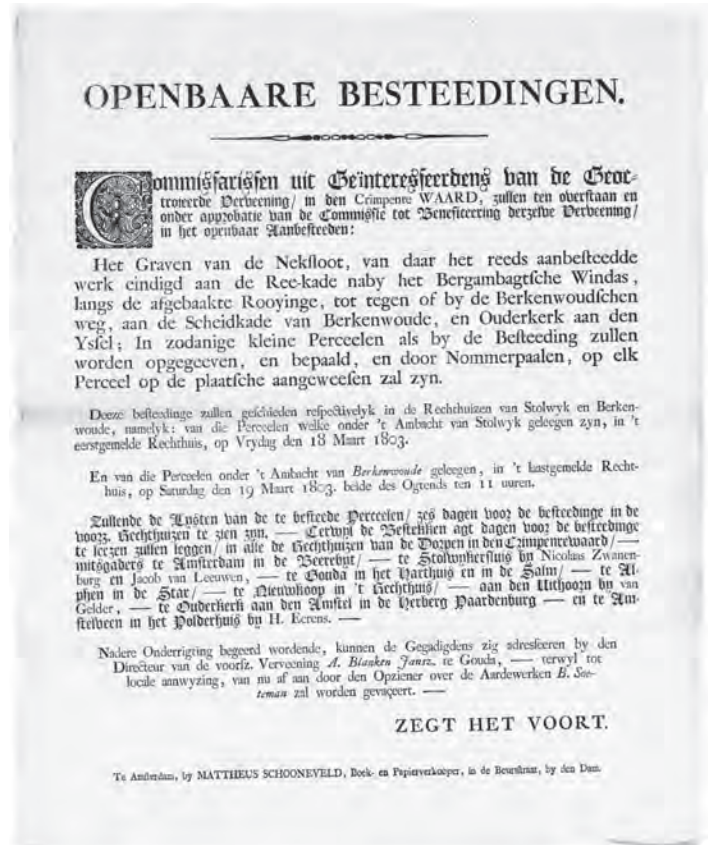 OPENBAARE BESTEEDINGEN.
Commissarissen uit Geinteresseerdens van de Geoc-
troieerde Verveening/ in den Crimpenre WAARD, zullen ten overstaan en
onder approbatie van de Commissie tot Beneficeering derzelve Verveening/
in het openbaar Aanbesteeden:
Het Graven van de Nekſloot, van daar het reeds aanbeſteedde
werk eindigd aan de Ree-kade naby het Bergambagtſche Windas,
langs de afgebaakte Rooyinge, tot tegen of by de Berkenwoudſchen
weg, aan de Scheidkade van Berkenwoude, en Ouderkerk aan den
Ysſel; In zodanige kleine Perceelen als by de Beſteeding zullen
worden opgegeeven, en bepaald, en door Nommerpaalen, op elk
Perceel op de plaatſche aangeweeſen zal zyn.
Deeze beſteedinge zullen geſchieden reſpectivelyk in de Rechthuizen van Stolwyk en Berken-
woude, namelyk: van die Perceelen welke onder 't Ambacht van Stolwyk geleegen zyn, in 't
eerstgemelde Rechthuis, op Vrydag den 18 Maart 1803.
En van die Perceelen onder 't Ambacht van Berkenwoude geleegen, in 't laatstgemelde Recht-
huis, op Saturdag den 19 Maart 1803. beide des Ogtends ten 11 uuren.
Zullende de Lysten van de te besteede Perceelen/ zes dagen voor de besteedinge in de
voorz. Rechthuizen te zien zyn, — Terwyl de Bestekken agt dagen voor de besteedinge
te leezen zullen leggen/ in alle de Rechthuizen van de Dorpen in den Crimpenrewaard/ —
mitsgaders te Amsterdam in de Beerebyt/ — te Stolwykersluis by Nicolaas Zwanen-
burg en Jacob van Leeuwen, — te Gouda in het Harthuis en in de Salm/ — te Al-
phen in de Star/ — te Nieuwkoop in 't Rechthuis/ — aan den Uithoorn by van
Gelder, — te Ouderkerk aan den Amstel in de Herberg Paardenburg — en te Am-
stelveen in het Polderhuis by H. Eerens. —
Nadere Onderrigting begeerd wordende, kunnen de Gegadigdens zig adresſeeren by den
Directeur van de voorſz. Verveening A. Blanken Jansz. te Gouda, — terwyl tot
locale aanwyzing, van nu af aan door den Opziener over de Aardewerken B. Soe-
teman zal worden gevaceert. —
ZEGT HET VOORT.
Te Amſterdam, by MATTHEUS SCHOONEVELD, Boek- en Papierverkooper, in de Beursſtraat, by den Dam.